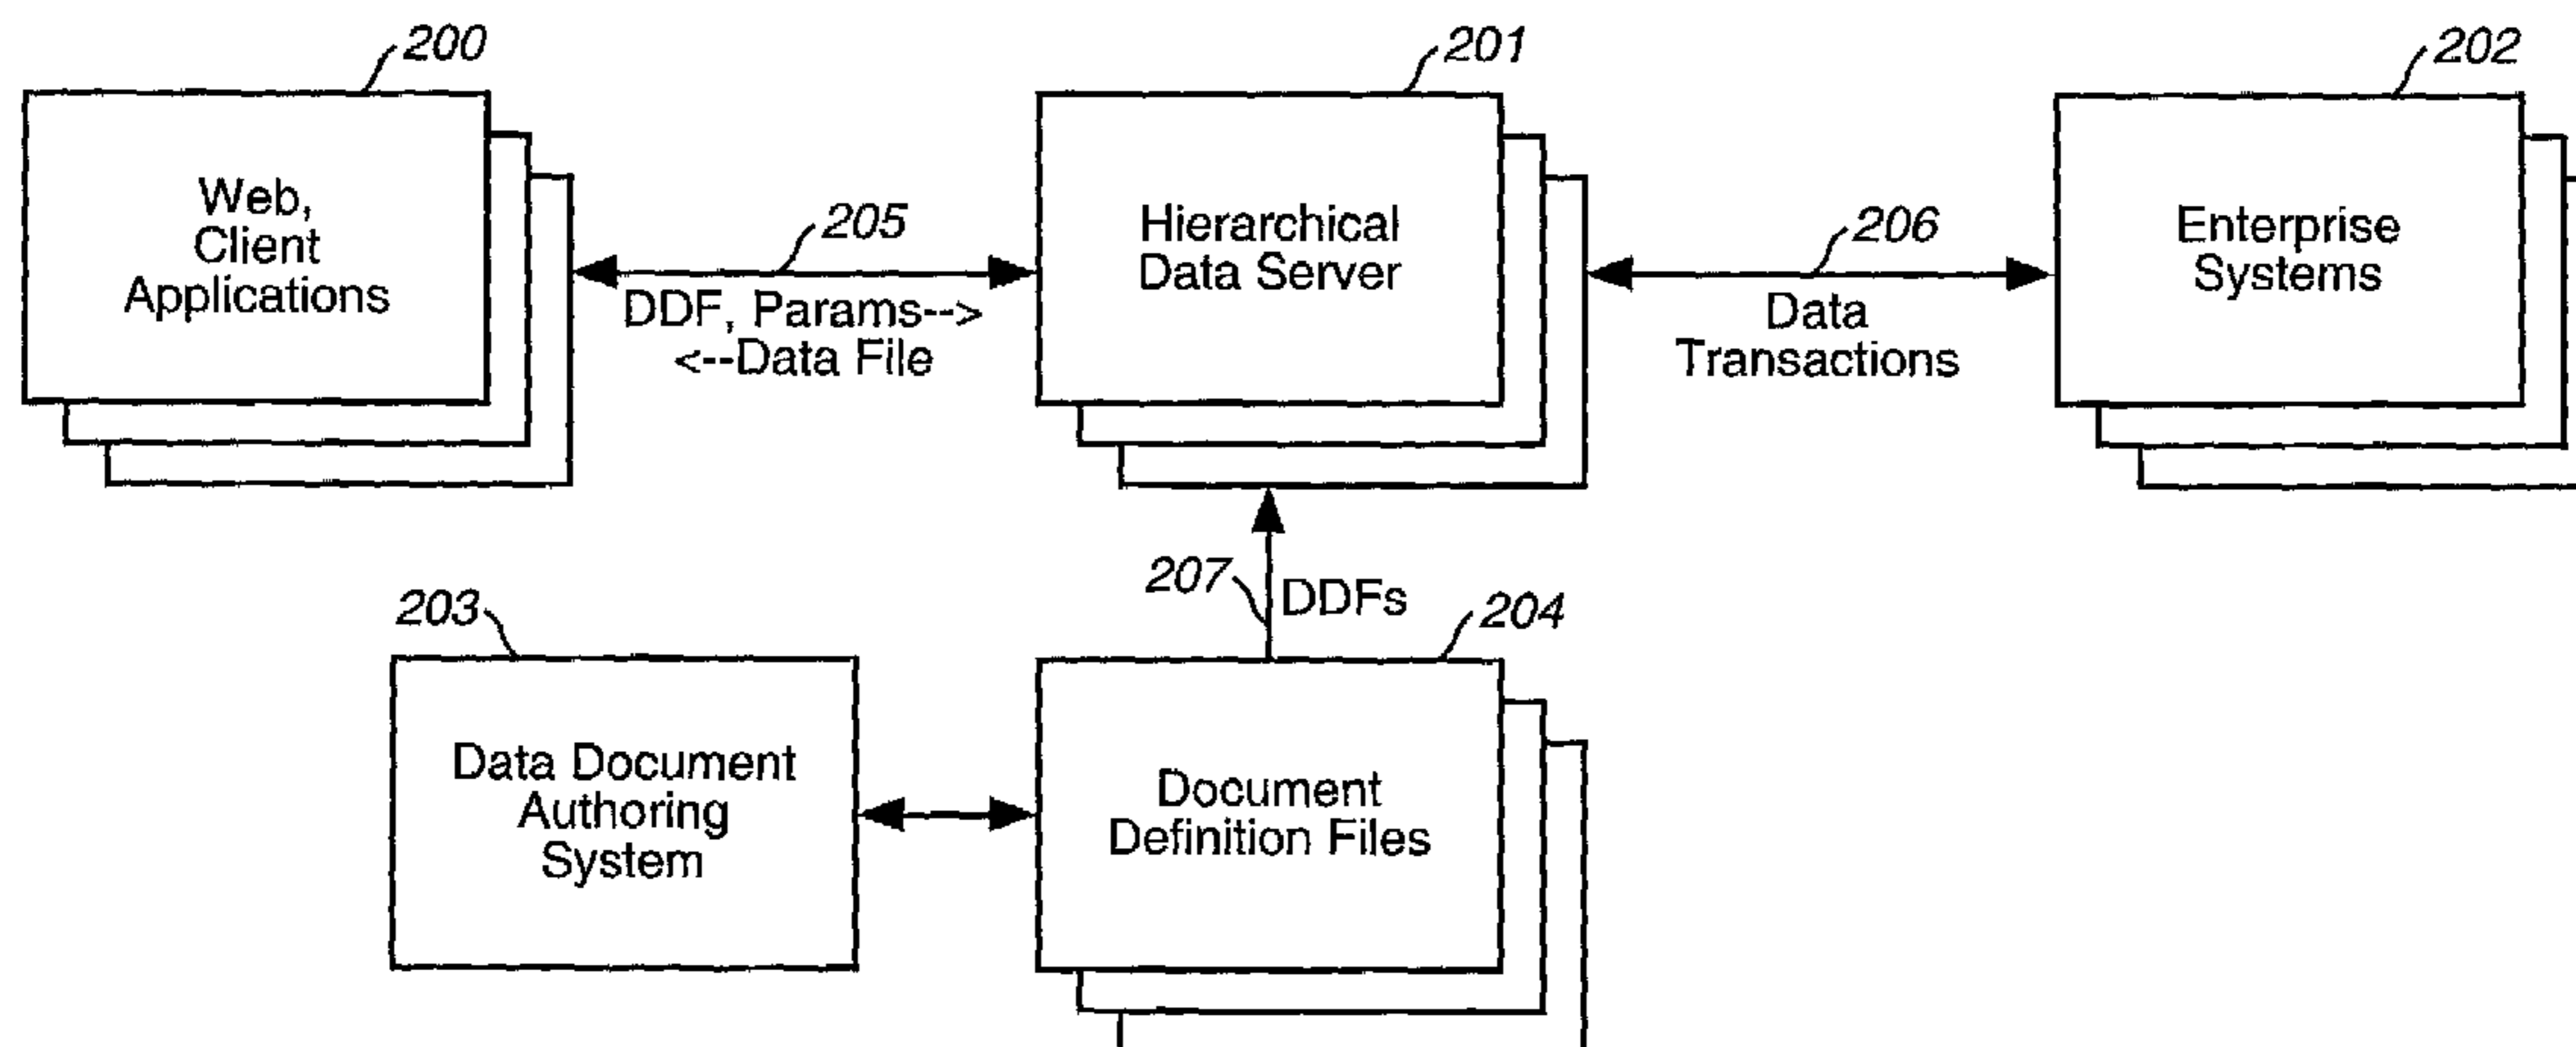 200
201
202
Web,
Client
Applications
205
DDF, Params-->
<--Data File
Hierarchical
Data Server
206
Data
Transactions
Enterprise
Systems
207
DDFs
203
204
Data Document
Authoring
System
Document
Definition Files